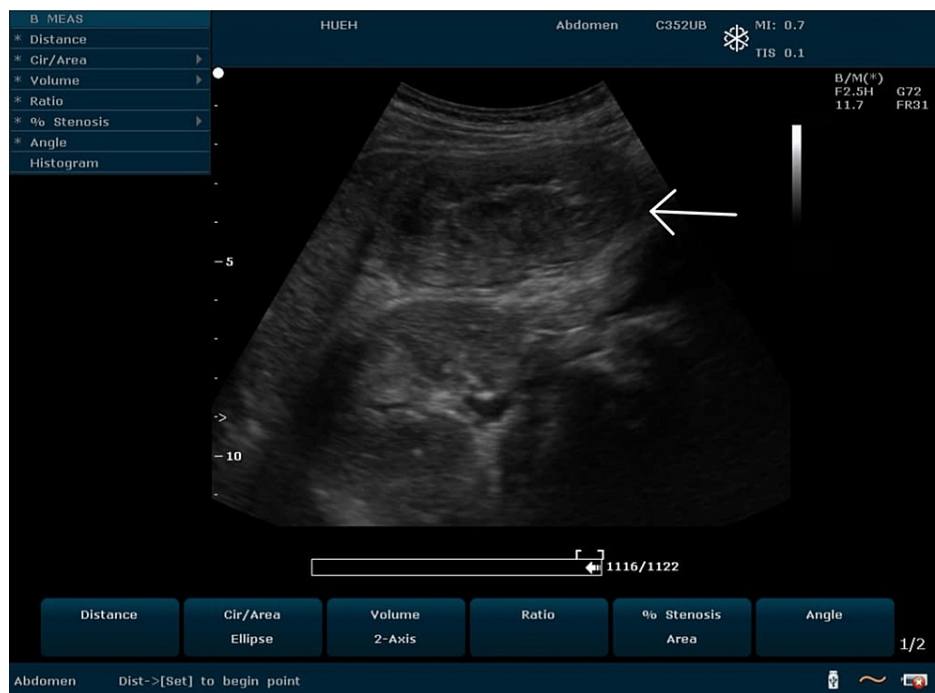 B MEAS
* Distance
* Cir/Area
* Volume
* Ratio
* % Stenosis
* Angle
Histogram
HUEH
Abdomen
C352UB
MI: 0.7
TIS 0.1
B/M(*)
F2.5H G72
11.7 FR31
5
10
1116/1122
Distance
Cir/Area
Ellipse
Volume
2-Axis
Ratio
% Stenosis
Area
Angle
1/2
Abdomen Dist->[Set] to begin point